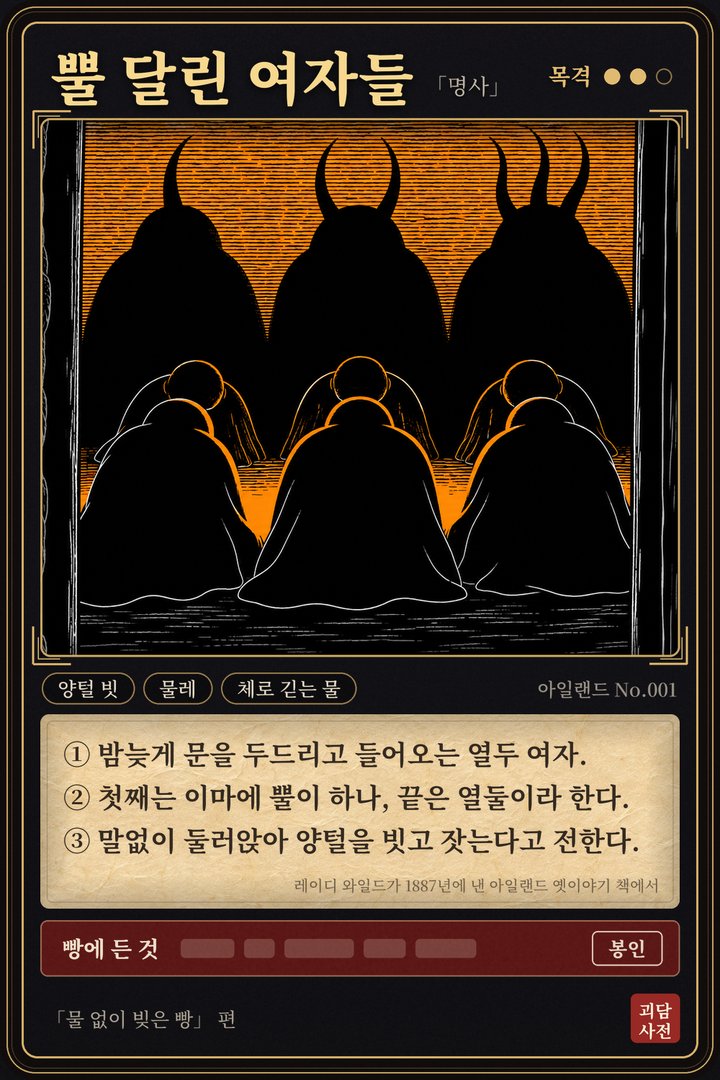 뿔 달린 여자들 「명사」 목격
양털 빗 물레 체로 긷는 물 아일랜드 No.001
① 밤늦게 문을 두드리고 들어오는 열두 여자.
② 첫째는 이마에 뿔이 하나, 끝은 열둘이라 한다.
③ 말없이 둘러앉아 양털을 빗고 잣는다고 전한다.
레이디 와일드가 1887년에 낸 아일랜드 옛이야기 책에서
빵에 든 것 봉인
「물 없이 빚은 빵」 편
괴담
사전